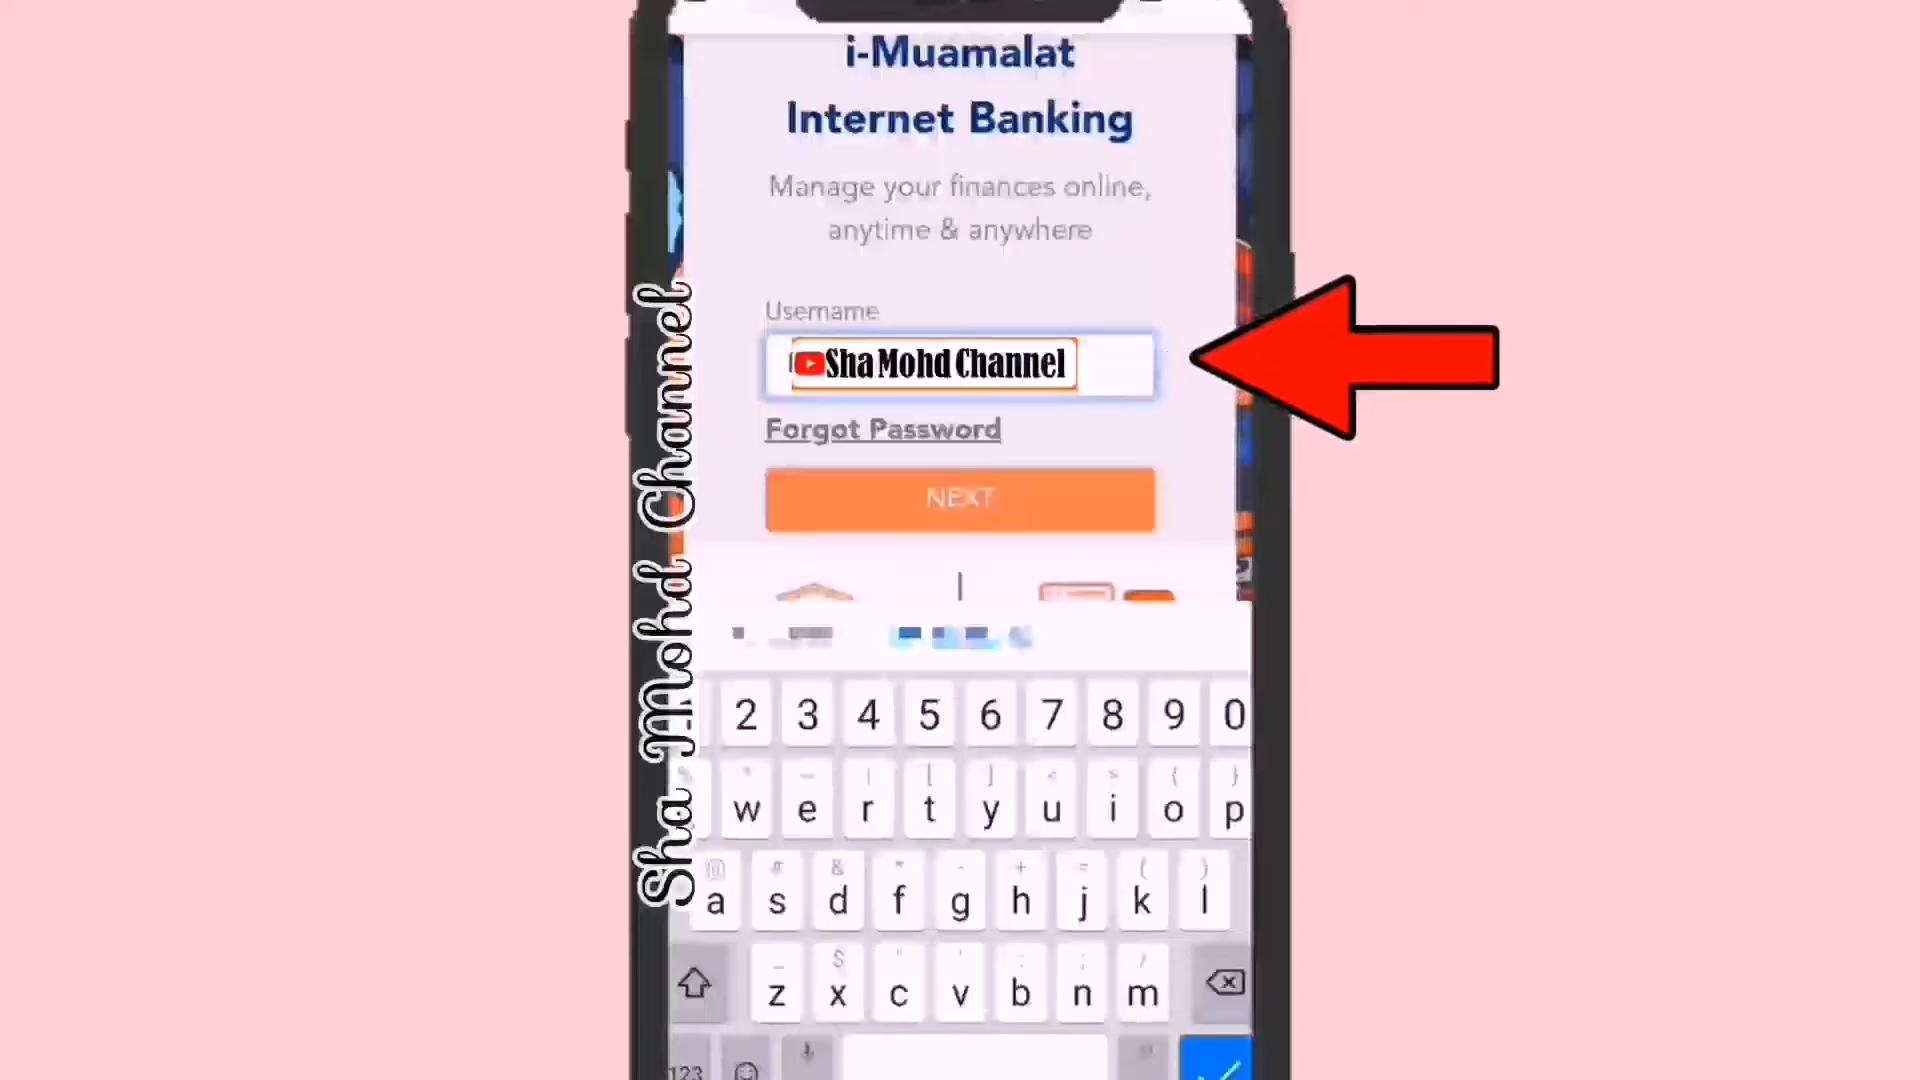 i-Muamalat
Internet Banking
Manage your finances online,
anytime & anywhere
Username
Sha Mohd Channel
Forgot Password
NEXT
Sha Mohd Channel
2 3 4 5 6 7 8 9 0
w e r t y u i o p
a s d f g h j k l
z x c v b n m
123